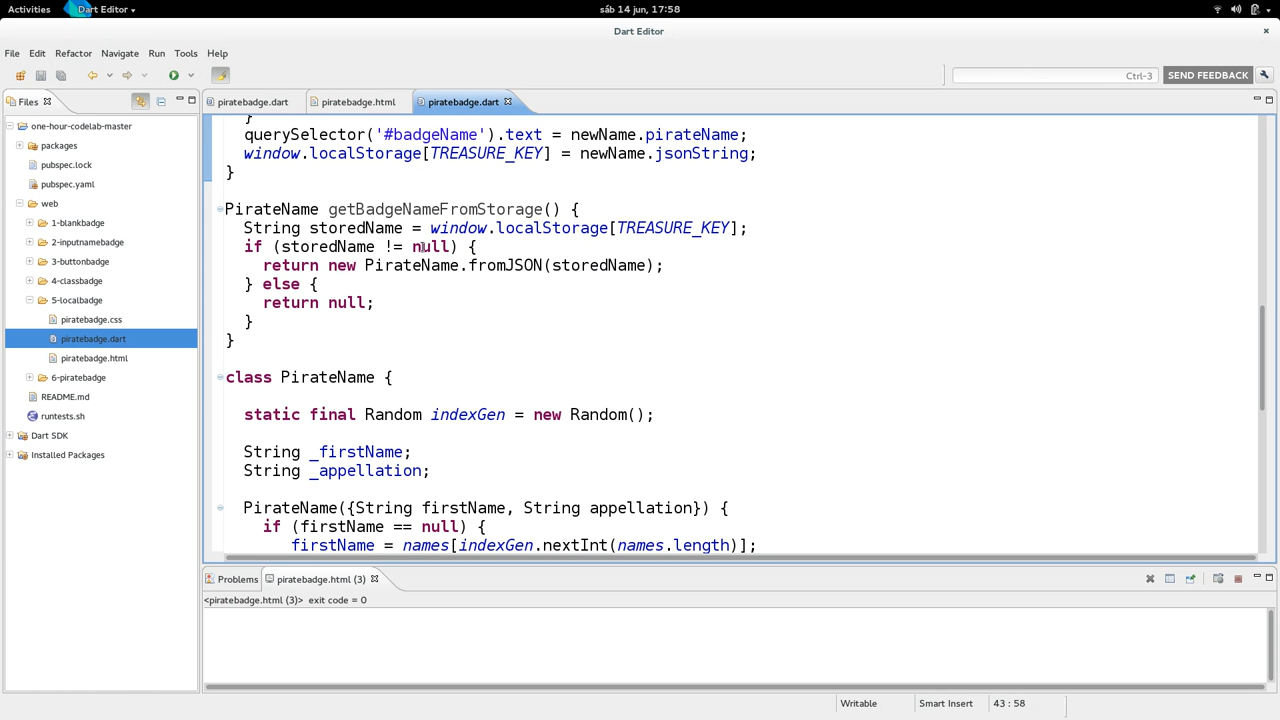 Activities Dart Editor sáb 14 jun, 17:58
Dart Editor
File Edit Refactor Navigate Run Tools Help
Ctrl-3 SEND FEEDBACK
Files piratebadge.dart piratebadge.html piratebadge.dart
one-hour-codelab-master
packages
pubspec.lock
pubspec.yaml
web
1-blankbadge
2-inputnamebadge
3-buttonbadge
4-classbadge
5-localbadge
piratebadge.css
piratebadge.dart
piratebadge.html
6-piratebadge
README.md
runtests.sh
Dart SDK
Installed Packages
}
querySelector('#badgeName').text = newName.pirateName;
window.localStorage[TREASURE_KEY] = newName.jsonString;
}
PirateName getBadgeNameFromStorage() {
String storedName = window.localStorage[TREASURE_KEY];
if (storedName != null) {
return new PirateName.fromJSON(storedName);
} else {
return null;
}
}
class PirateName {
static final Random indexGen = new Random();
String _firstName;
String _appellation;
PirateName({String firstName, String appellation}) {
if (firstName == null) {
firstName = names[indexGen.nextInt(names.length)];
Problems piratebadge.html (3)
<piratebadge.html (3)> exit code = 0
Writable Smart Insert 43 : 58